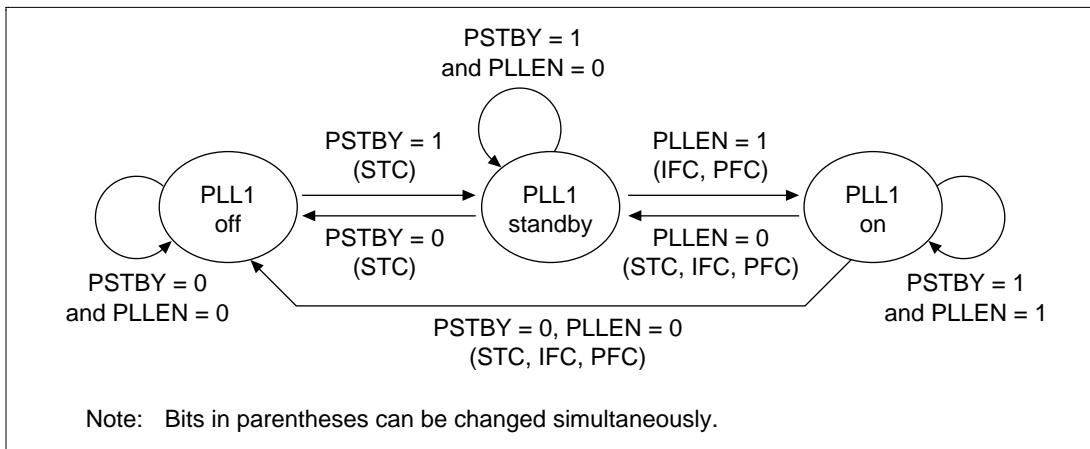 PSTBY = 1
and PLLEN = 0
PSTBY = 1
(STC)
PLLEN = 1
(IFC, PFC)
PLL1
off
PLL1
standby
PLL1
on
PSTBY = 0
(STC)
PLLEN = 0
(STC, IFC, PFC)
PSTBY = 0
and PLLEN = 0
PSTBY = 1
and PLLEN = 1
PSTBY = 0, PLLEN = 0
(STC, IFC, PFC)
Note: Bits in parentheses can be changed simultaneously.